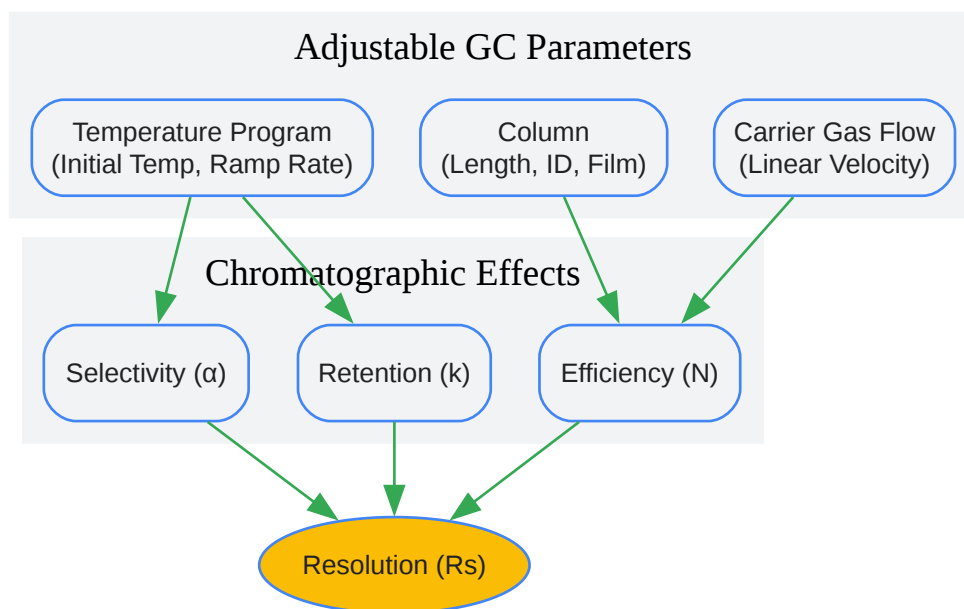 Adjustable GC Parameters
Temperature Program
(Initial Temp, Ramp Rate)
Column
(Length, ID, Film)
Carrier Gas Flow
(Linear Velocity)
Chromatographic Effects
Selectivity (α)
Retention (k)
Efficiency (N)
Resolution (Rs)